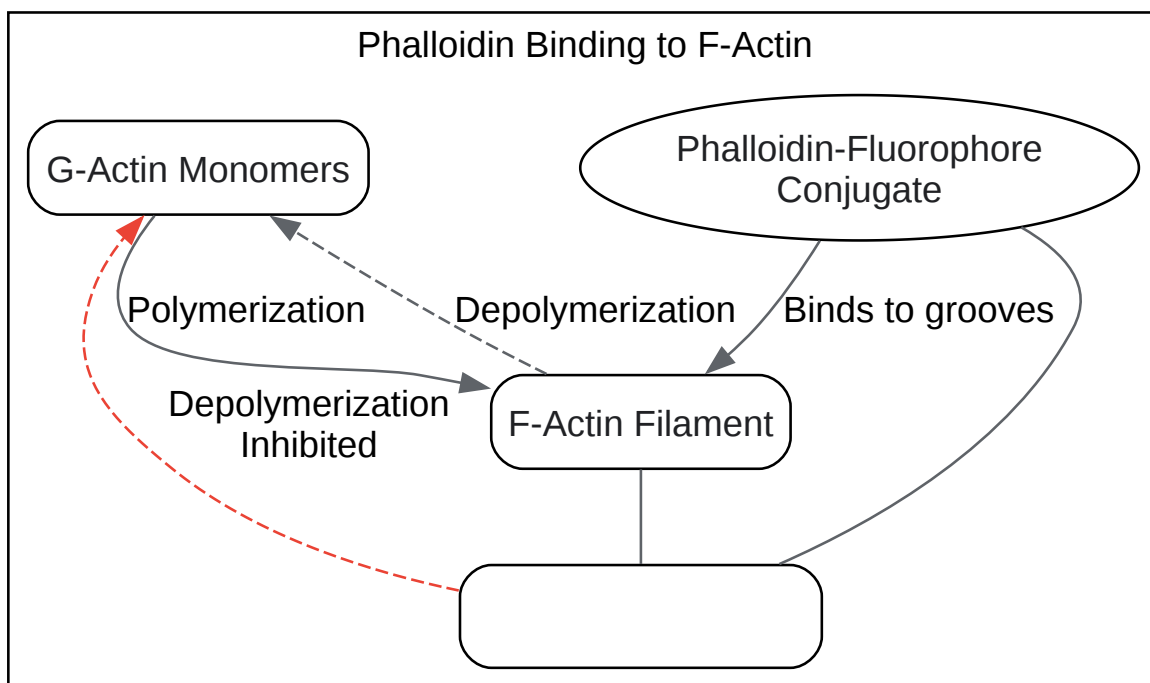 Phalloidin Binding to F-Actin
G-Actin Monomers
Phalloidin-Fluorophore
Conjugate
Polymerization
Depolymerization
Binds to grooves
Depolymerization
Inhibited
F-Actin Filament